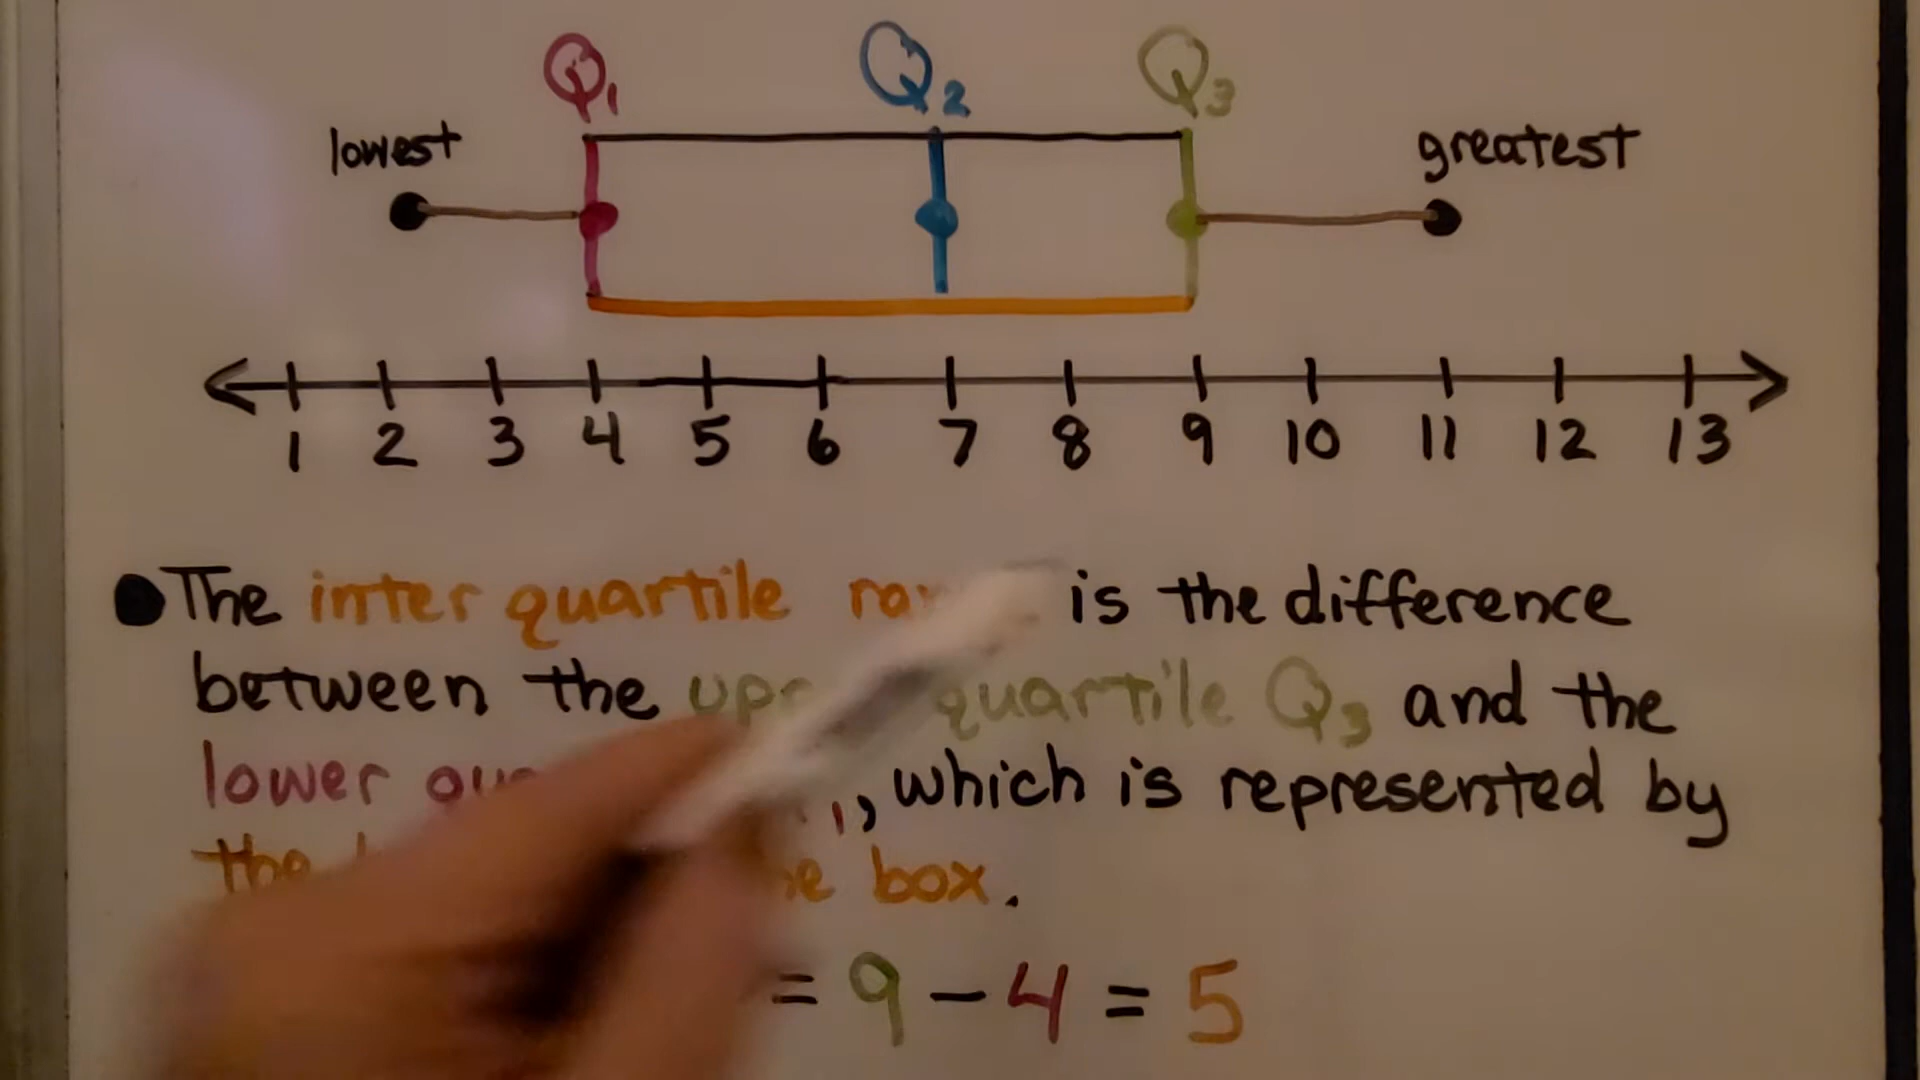 Q1 Q2 Q3
lowest greatest
1 2 3 4 5 6 7 8 9 10 11 12 13
The inter quartile is the difference
between the quartile Q3 and the
lower 1, which is represented by
the box.
= 9 - 4 = 5